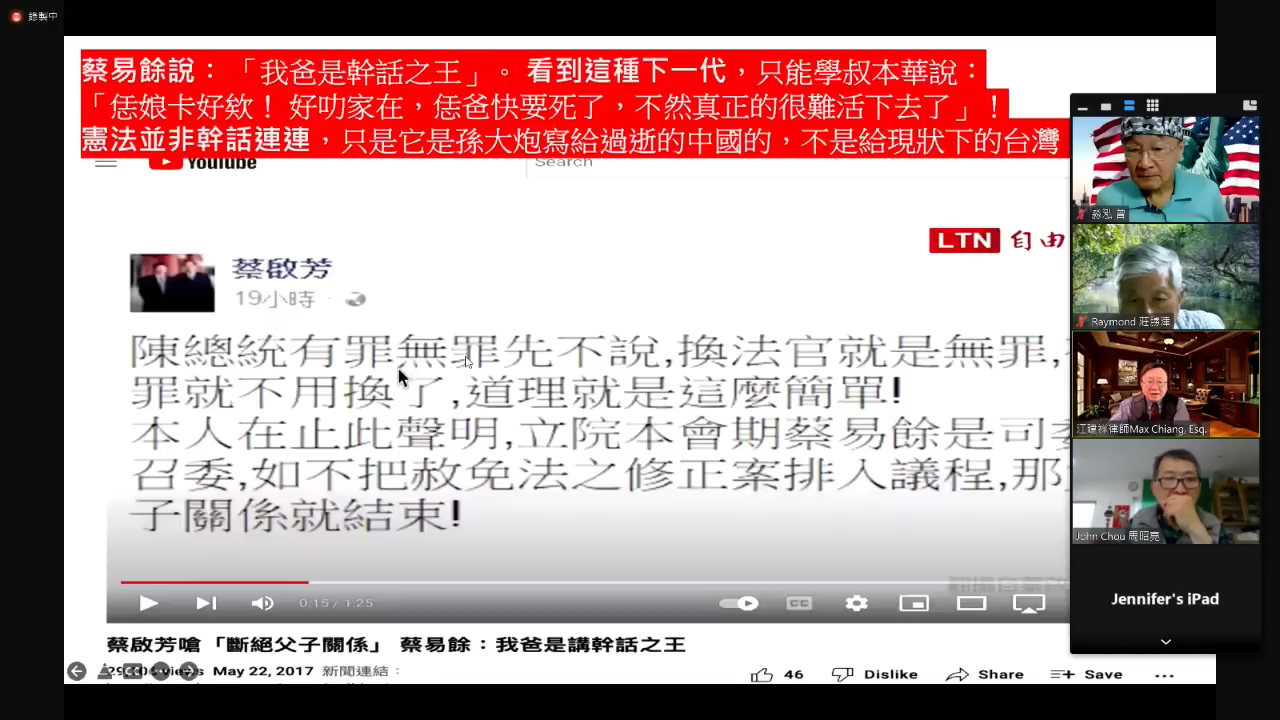 錄製中
蔡易餘說：「我爸是幹話之王」。看到這種下一代，只能學叔本華說：
「恁娘卡好欸！ 好叻家在，恁爸快要死了，不然真正的很難活下去了」！
憲法並非幹話連連，只是它是孫大炮寫給過逝的中國的，不是給現狀下的台灣
YouTube
Search
LTN 自由
蔡啟芳
19小時
陳總統有罪無罪先不說,換法官就是無罪,
罪就不用換了,道理就是這麼簡單!
本人在止此聲明,立院本會期蔡易餘是司委
召委,如不把赦免法之修正案排入議程,那
子關係就結束!
0:15 / 1:25
CC
蔡啟芳嗆「斷絕父子關係」 蔡易餘：我爸是講幹話之王
views May 22, 2017 新聞連結：
46
Dislike
Share
Save
Raymond 莊勝津
江建祥律師Max Chiang, Esq.
John Chou 周昭亮
Jennifer's iPad